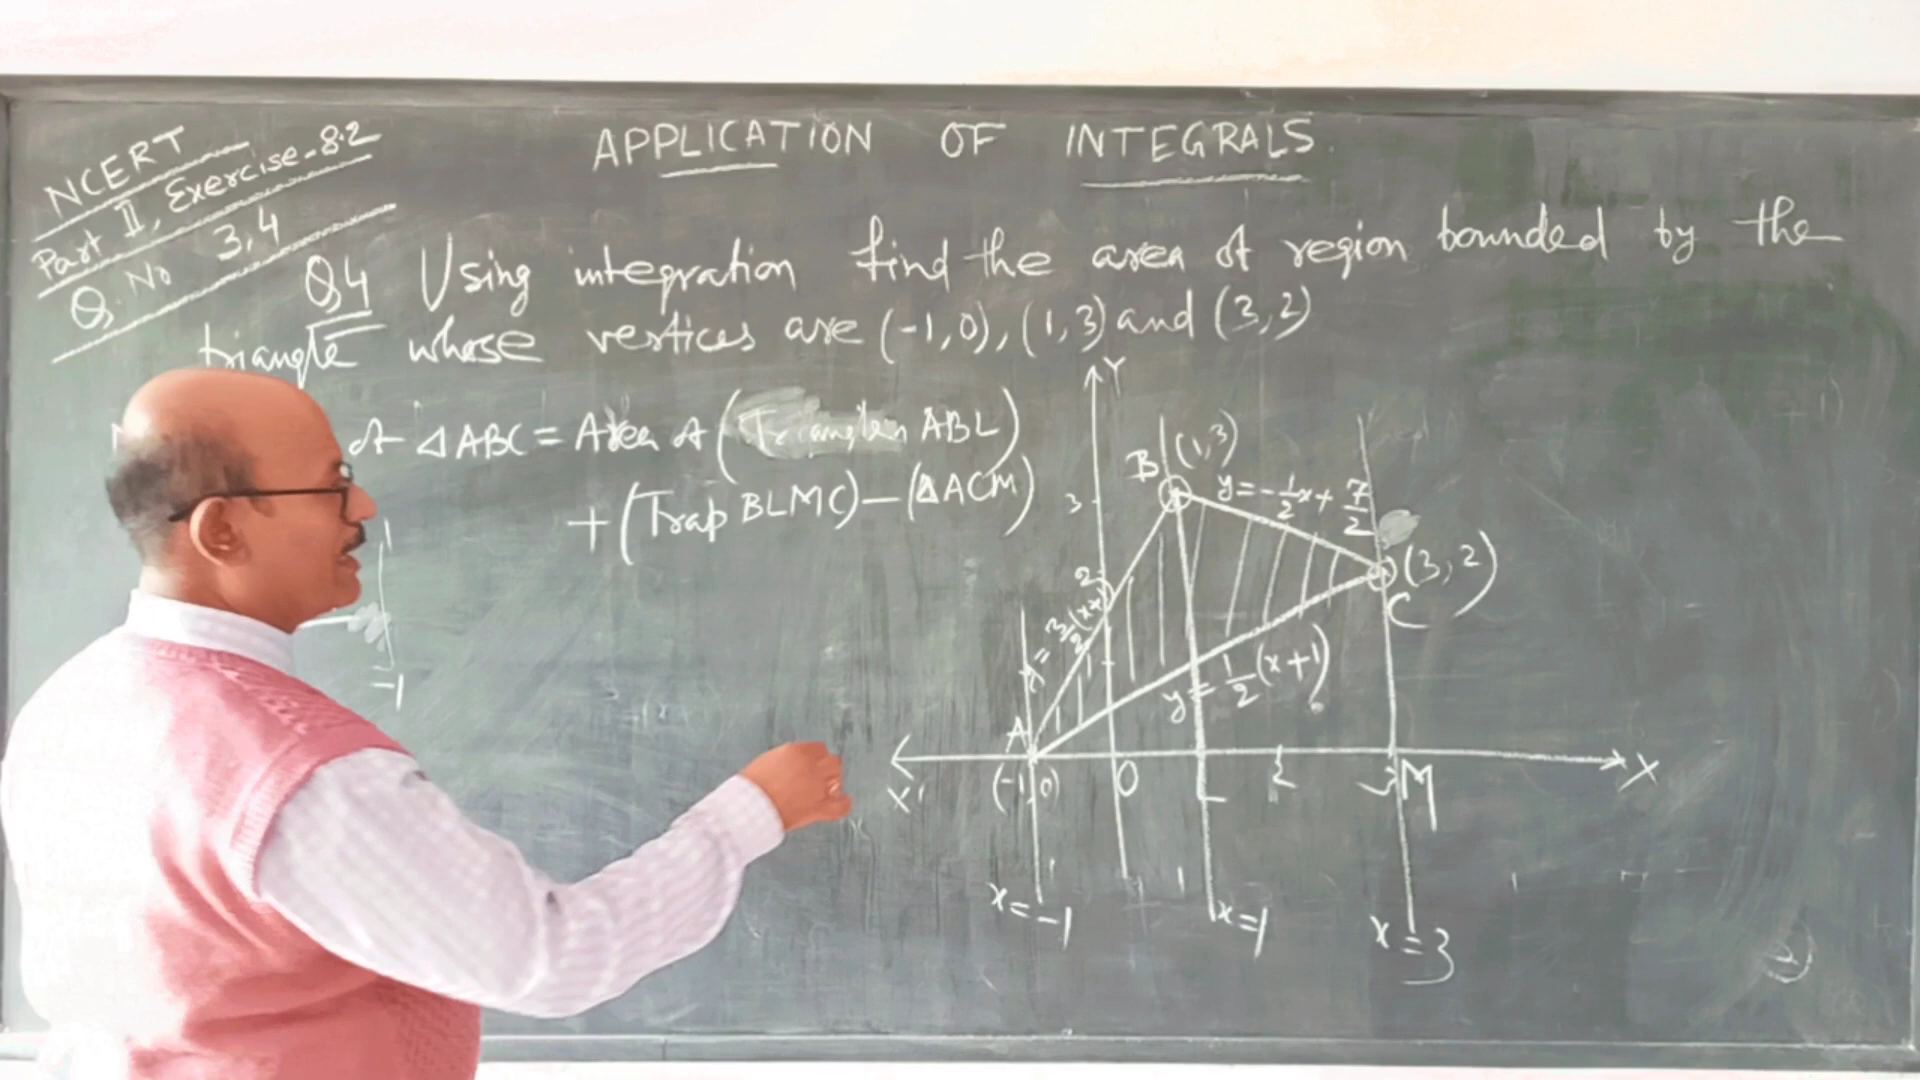 NCERT
Part II, Exercise-8.2
Q. No 3,4
APPLICATION OF INTEGRALS
Q4 Using integration find the area of region bounded by the
triangle whose vertices are (-1,0), (1,3) and (3,2)
of ΔABC = Area of ( ABL)
+ (Trap BLMC) - (ΔACM)
-1
Y
B (1,3)
3
y = -1/2 x + 7/2
2
(3,2)
C
1
y = 1/2 (x+1)
A
(-1,0)
X'
O
L
2
3
M
X
x = -1
x = 1
x = 3